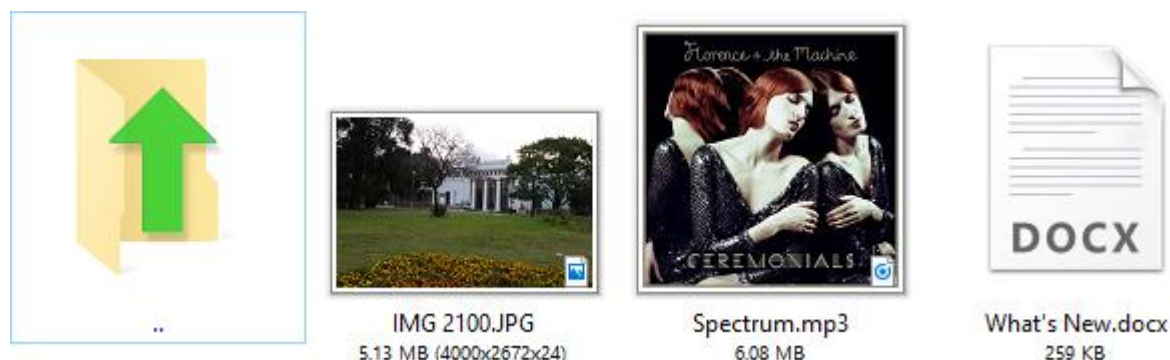 ..
Florence + the Machine
CEREMONIALS
DOCX
IMG 2100.JPG
5.13 MB (4000x2672x24)
Spectrum.mp3
6.08 MB
What's New.docx
259 KB